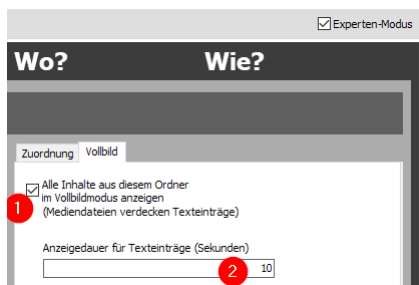 Experten-Modus
Wo? Wie?
Zuordnung Vollbild
Alle Inhalte aus diesem Ordner
im Vollbildmodus anzeigen
(Mediendateien verdecken Texteinträge)
1
Anzeigedauer für Texteinträge (Sekunden)
2 10